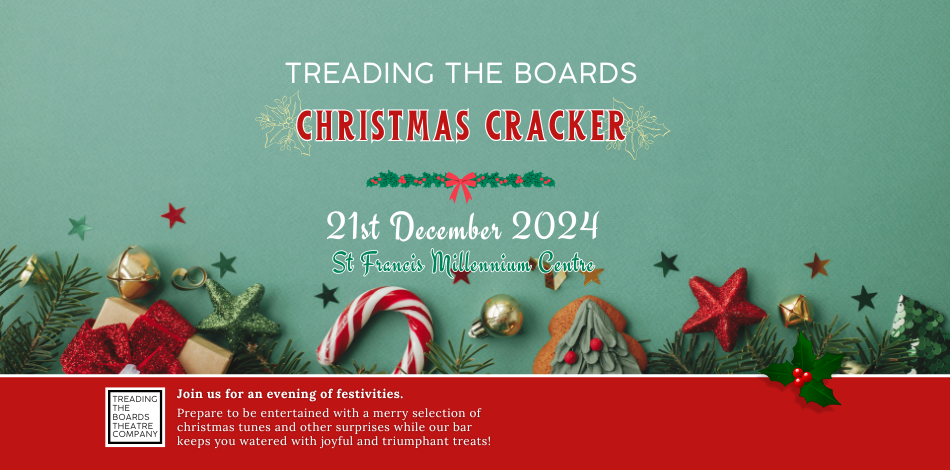 TREADING THE BOARDS
CHRISTMAS CRACKER
21st December 2024
St Francis Millennium Centre
TREADING
THE
BOARDS
THEATRE
COMPANY
Join us for an evening of festivities.
Prepare to be entertained with a merry selection of
christmas tunes and other surprises while our bar
keeps you watered with joyful and triumphant treats!